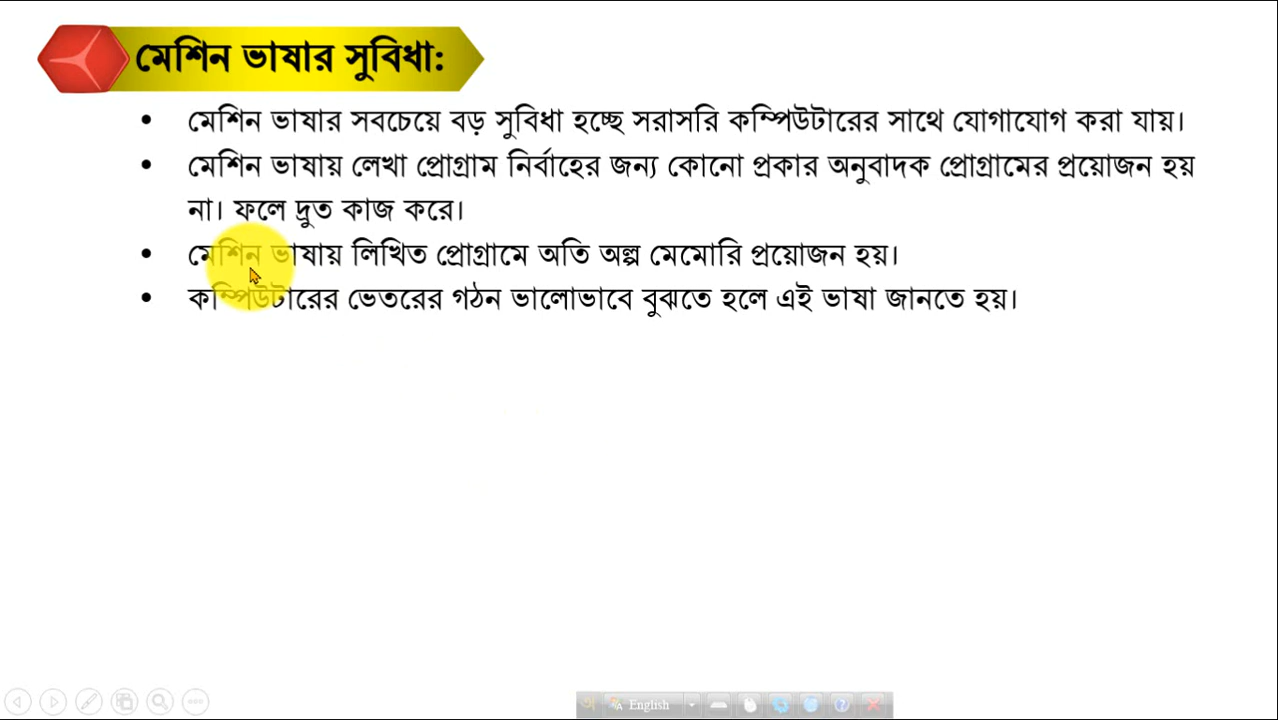 মেশিন ভাষার সুবিধা:
• মেশিন ভাষার সবচেয়ে বড় সুবিধা হচ্ছে সরাসরি কম্পিউটারের সাথে যোগাযোগ করা যায়।
• মেশিন ভাষায় লেখা প্রোগ্রাম নির্বাহের জন্য কোনো প্রকার অনুবাদক প্রোগ্রামের প্রয়োজন হয়
না। ফলে দ্রুত কাজ করে।
• মেশিন ভাষায় লিখিত প্রোগ্রামে অতি অল্প মেমোরি প্রয়োজন হয়।
• কম্পিউটারের ভেতরের গঠন ভালোভাবে বুঝতে হলে এই ভাষা জানতে হয়।
অ English